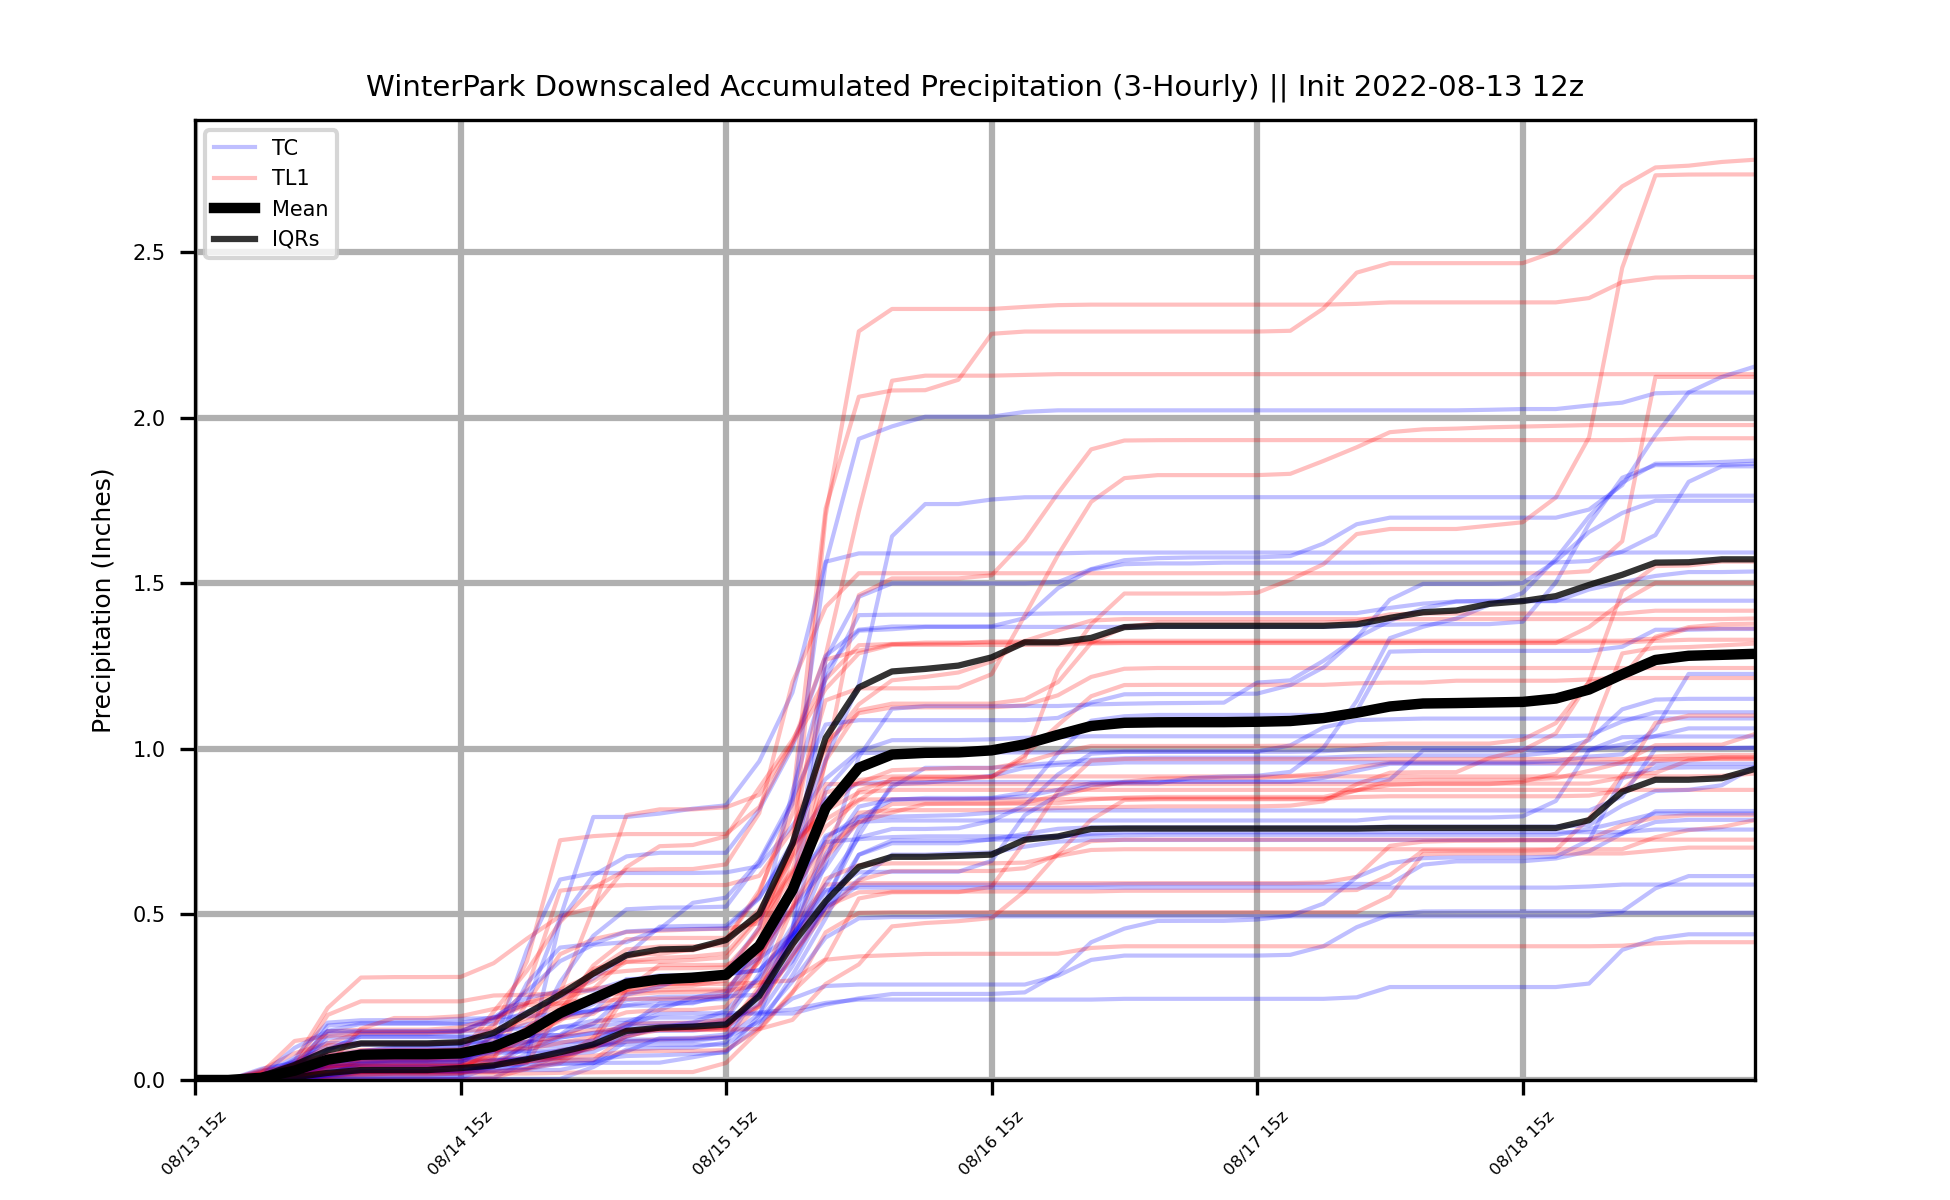 WinterPark Downscaled Accumulated Precipitation (3-Hourly) || Init 2022-08-13 12z
TC
TL1
Mean
IQRs
Precipitation (Inches)
2.5
2.0
1.5
1.0
0.5
0.0
08/13 15z
08/14 15z
08/15 15z
08/16 15z
08/17 15z
08/18 15z